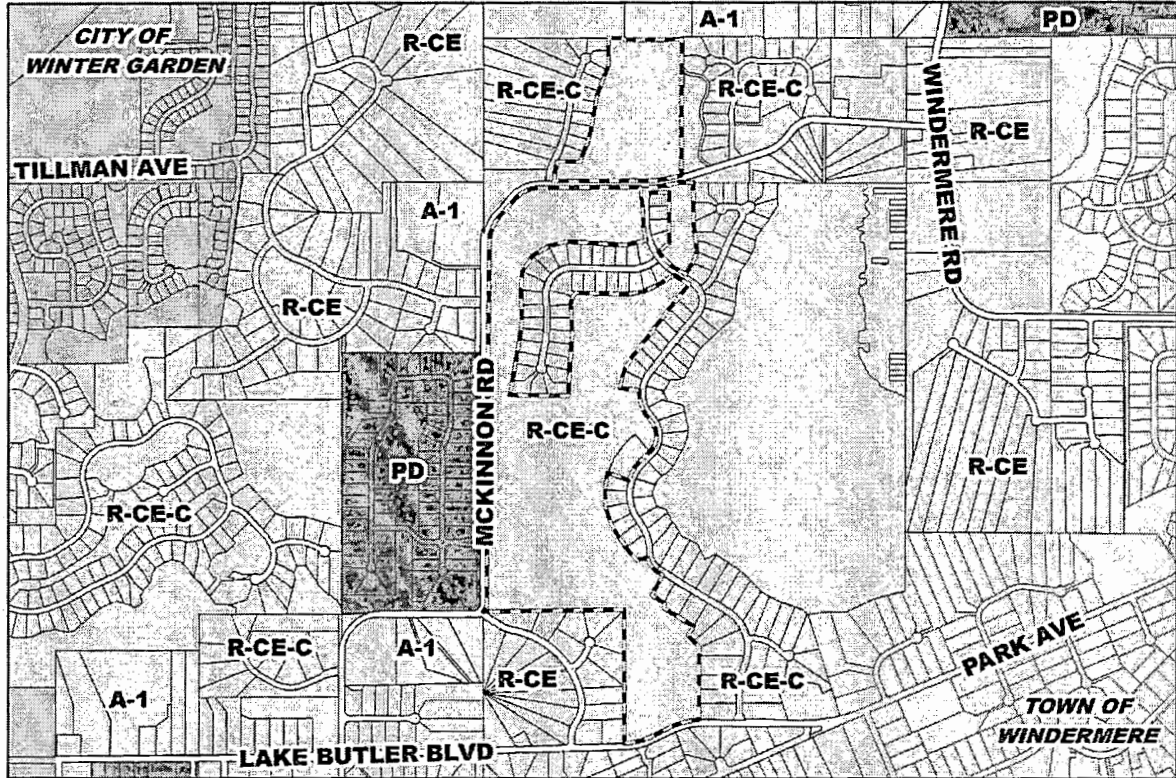 A-1
PD
CITY OF
WINTER GARDEN
R-CE
R-CE-C
R-CE-C
WINDERMERE RD
R-CE
TILLMAN AVE
A-1
R-CE
MCKINNON RD
R-CE-C
PD
R-CE
R-CE-C
R-CE-C
A-1
R-CE
R-CE-C
PARK AVE
A-1
TOWN OF
WINDERMERE
LAKE BUTLER BLVD